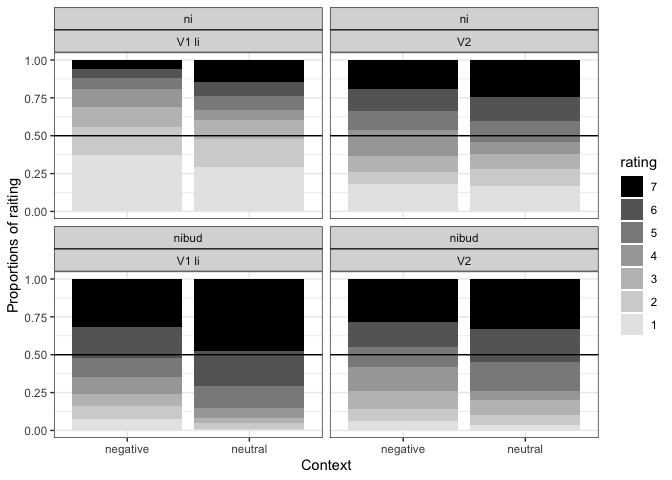 ni
ni
V1 li
V2
1.00
0.75
0.50
0.25
0.00
nibud
nibud
V1 li
V2
1.00
0.75
0.50
0.25
0.00
negative
neutral
negative
neutral
Context
Proportions of raiting
rating
7
6
5
4
3
2
1